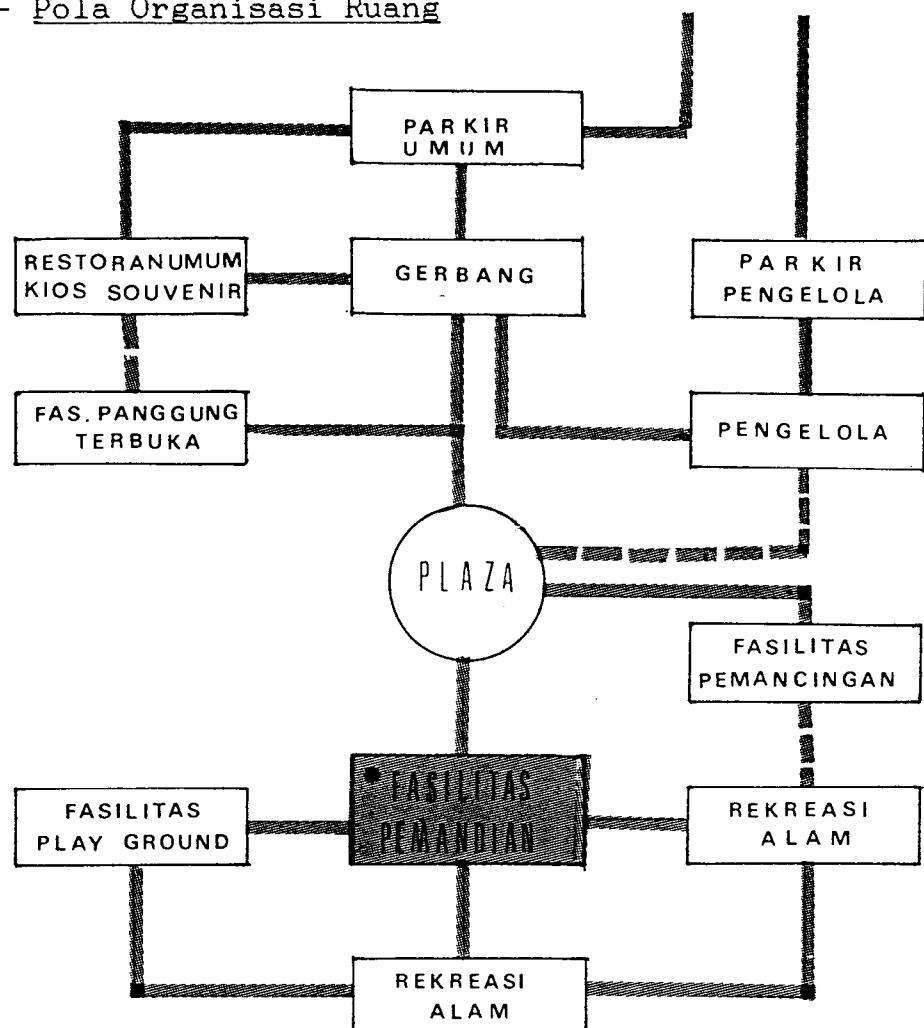 - Pola Organisasi Ruang
PARKIR
UMUM
RESTORANUMUM
KIOS SOUVENIR
GERBANG
PARKIR
PENGELOLA
FAS. PANGGUNG
TERBUKA
PENGELOLA
PLAZA
FASILITAS
PEMANCINGAN
FASILITAS
PLAY GROUND
FASILITAS
PEMANDIAN
REKREASI
ALAM
REKREASI
ALAM